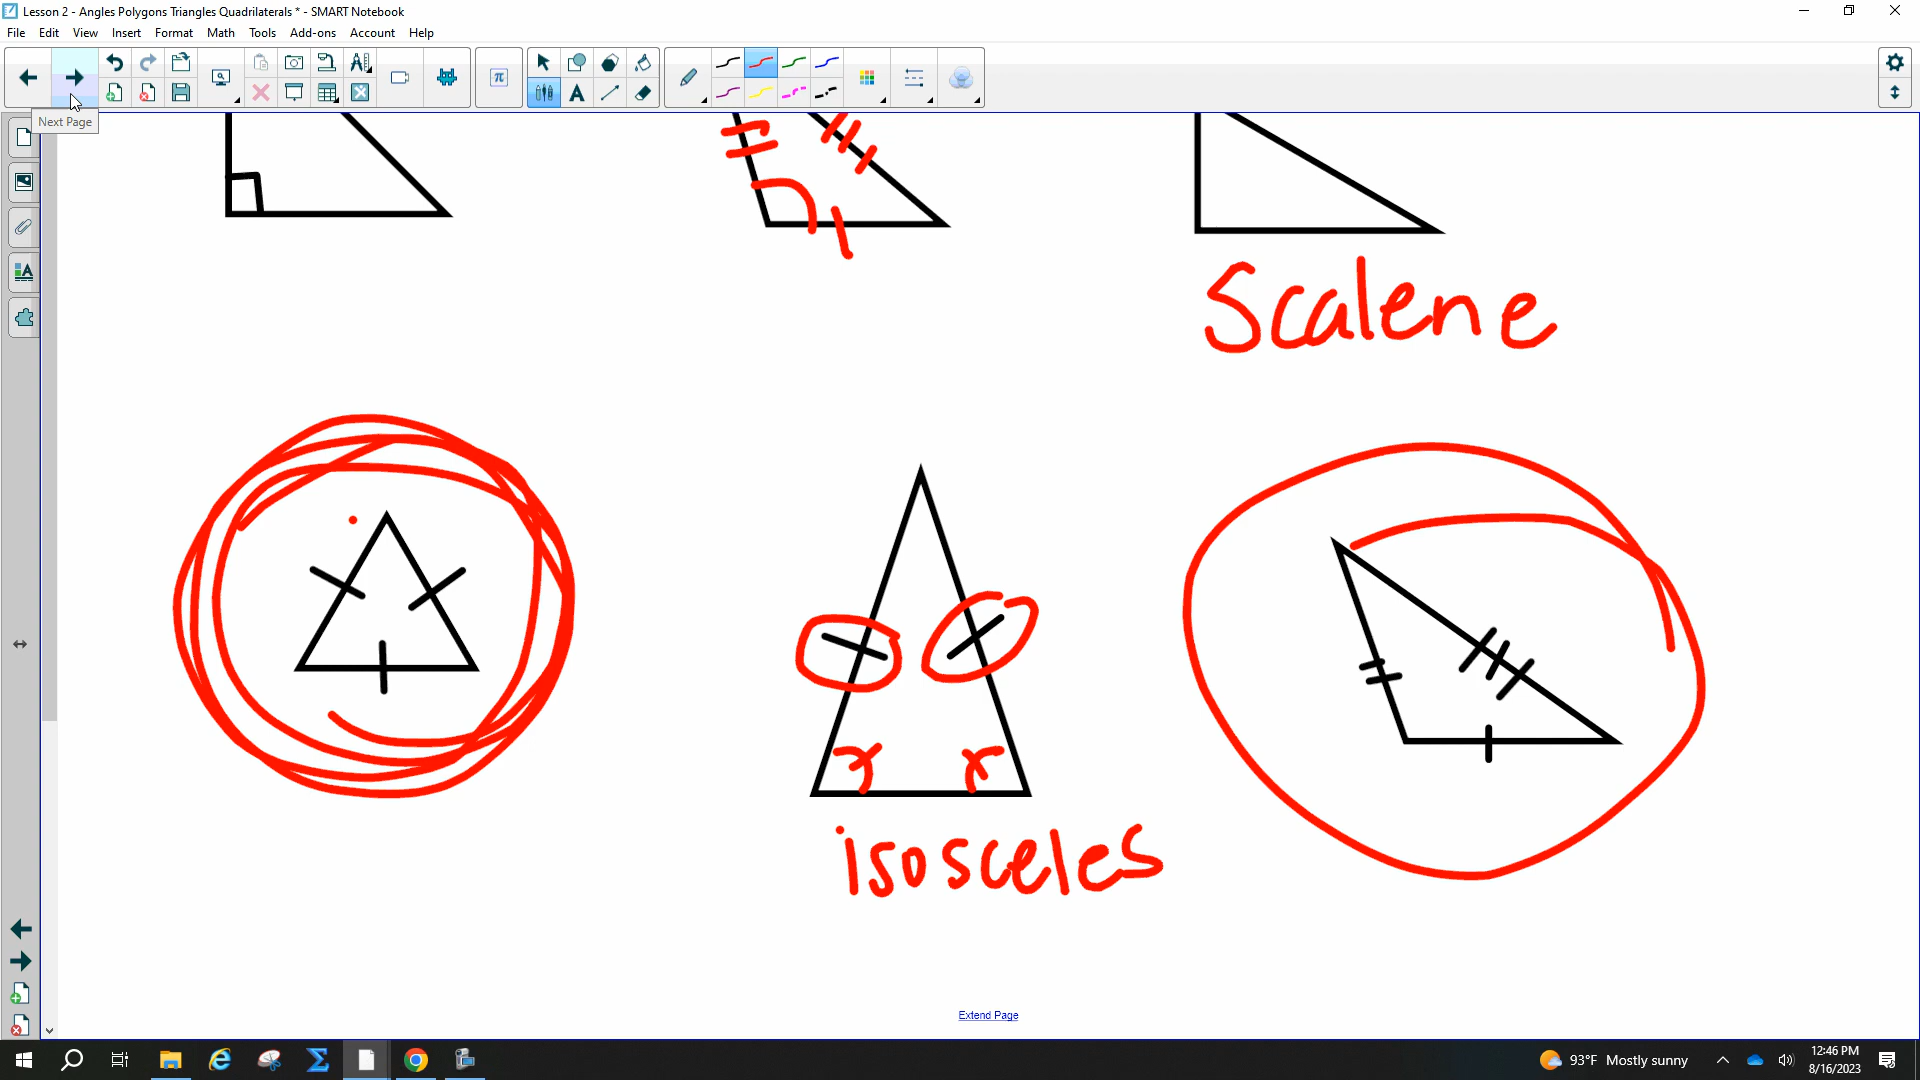 Lesson 2 - Angles Polygons Triangles Quadrilaterals * - SMART Notebook
File Edit View Insert Format Math Tools Add-ons Account Help
Next Page
Scalene
isosceles
Extend Page
93°F Mostly sunny
12:46 PM
8/16/2023